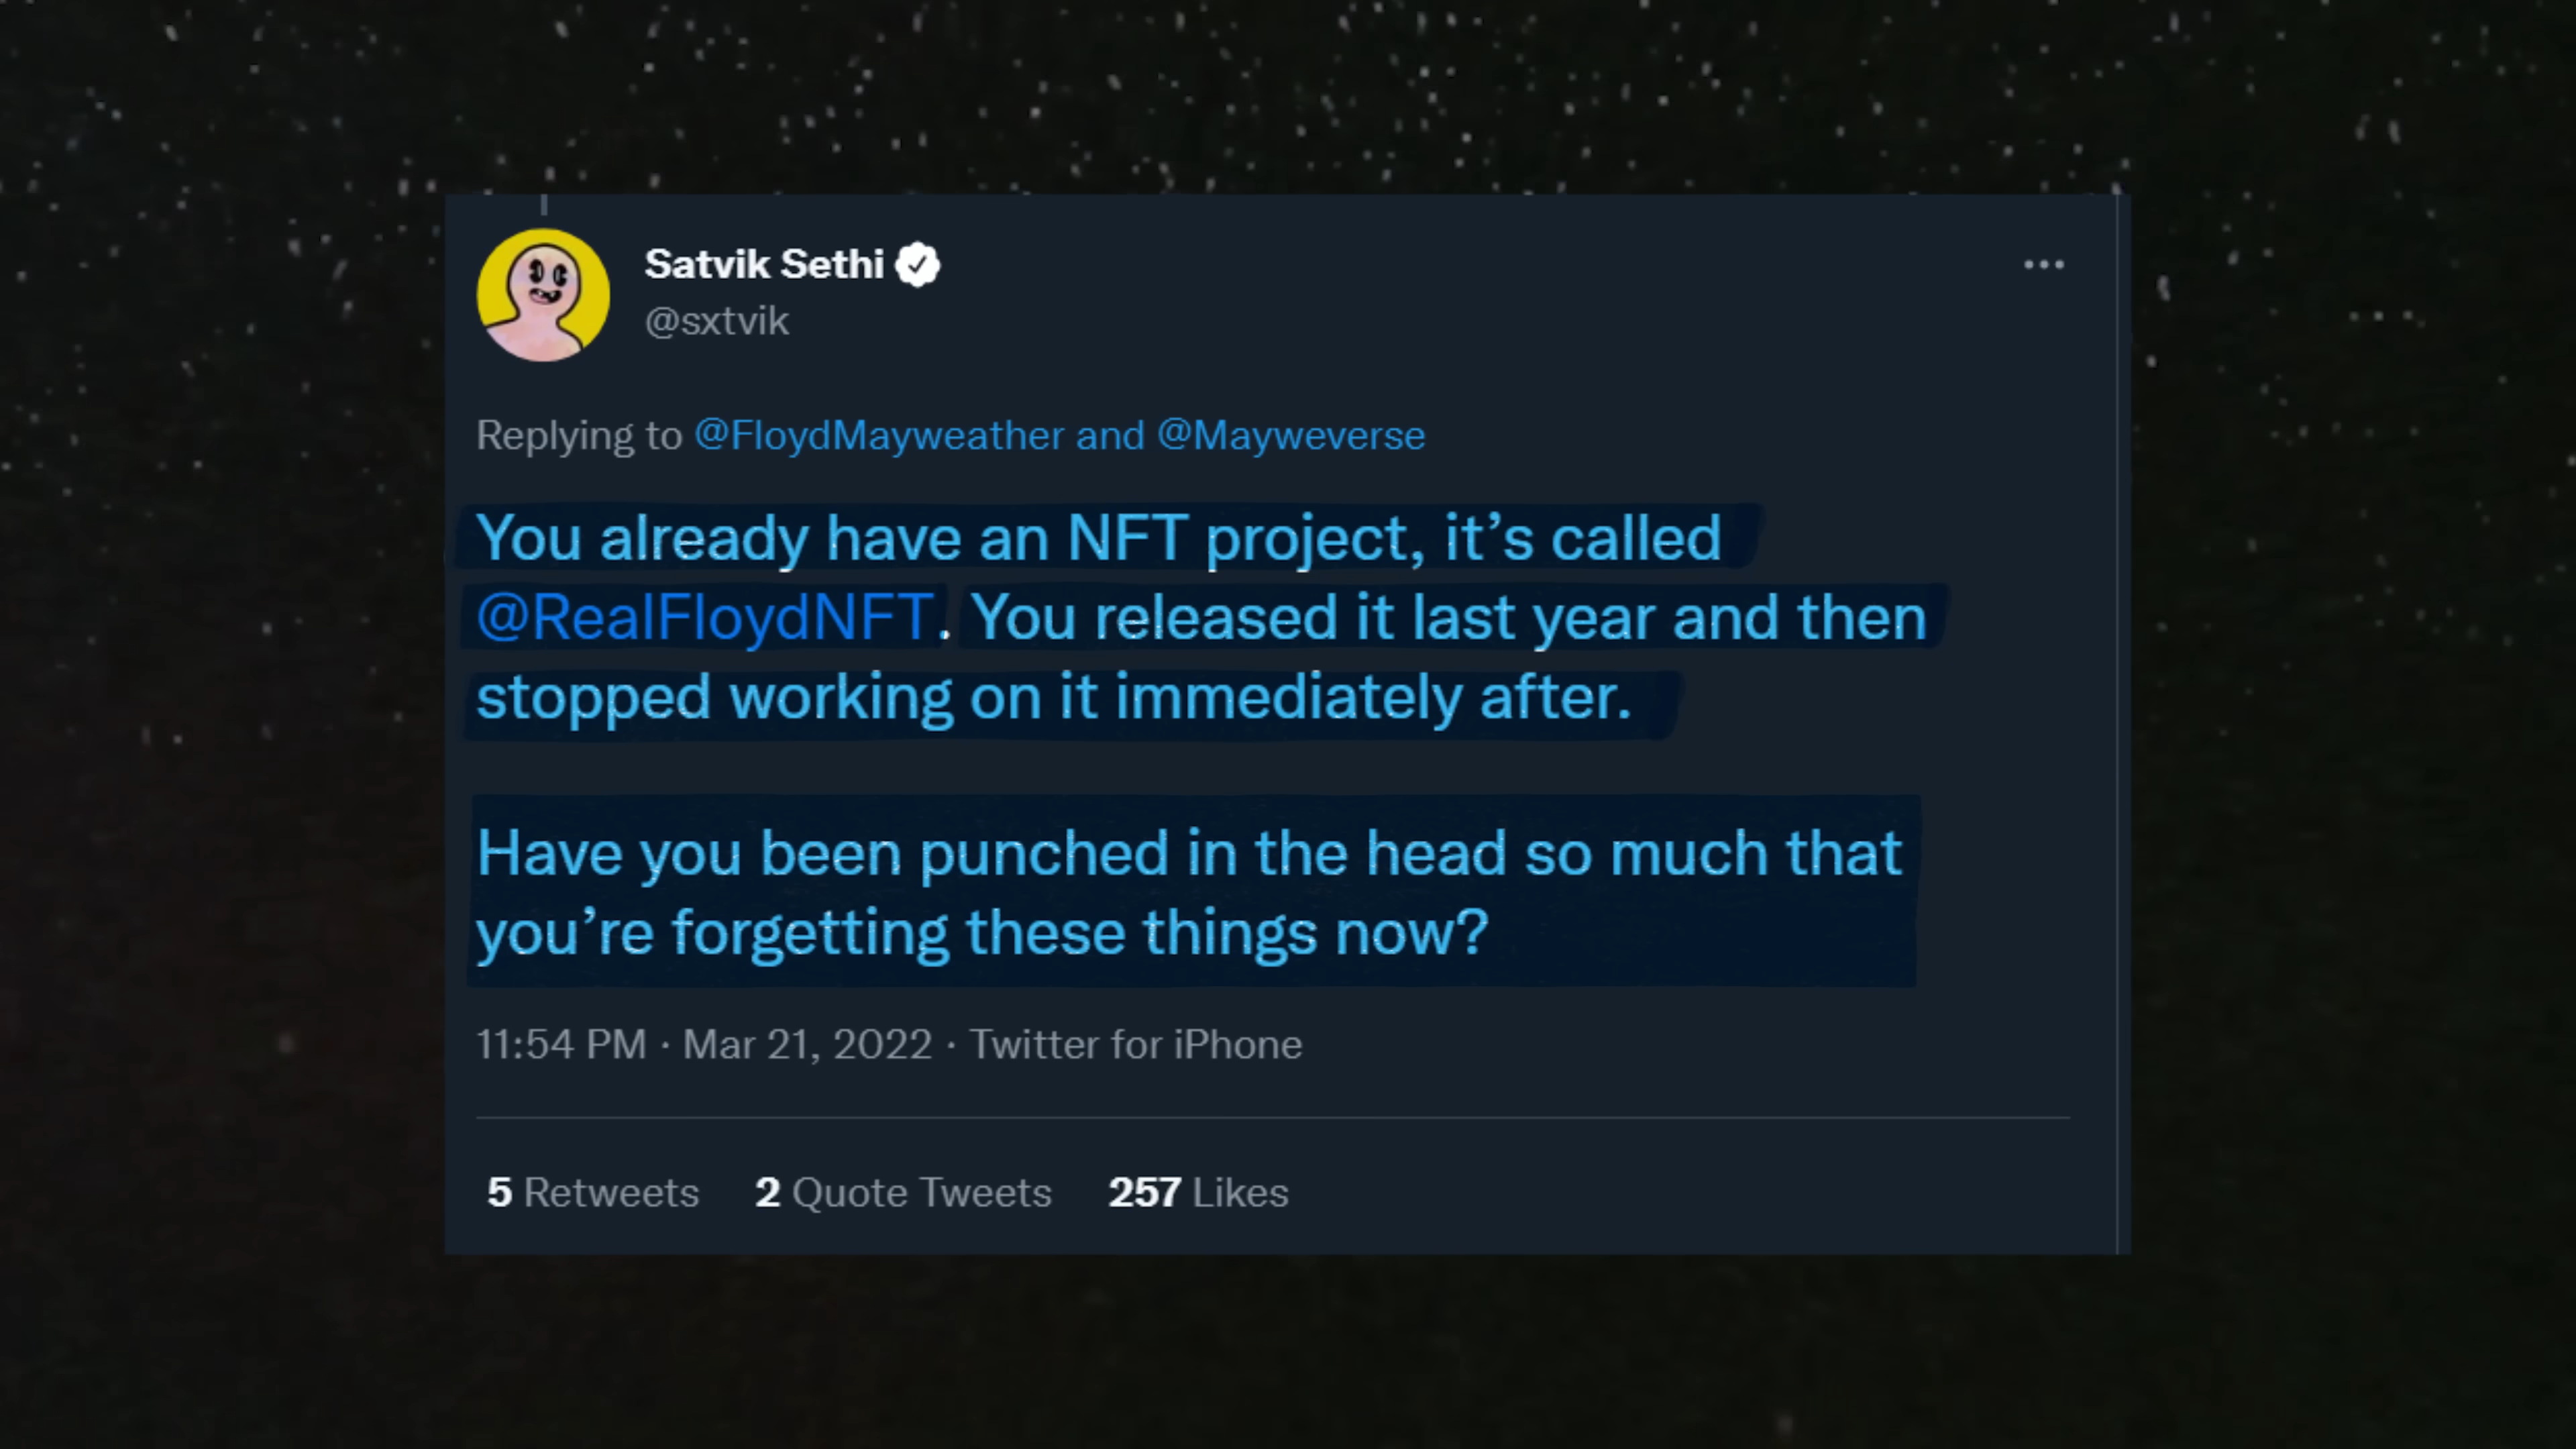 Satvik Sethi
@sxtvik
Replying to @FloydMayweather and @Mayweverse
You already have an NFT project, it’s called
@RealFloydNFT. You released it last year and then
stopped working on it immediately after.
Have you been punched in the head so much that
you’re forgetting these things now?
11:54 PM · Mar 21, 2022 · Twitter for iPhone
5 Retweets 2 Quote Tweets 257 Likes